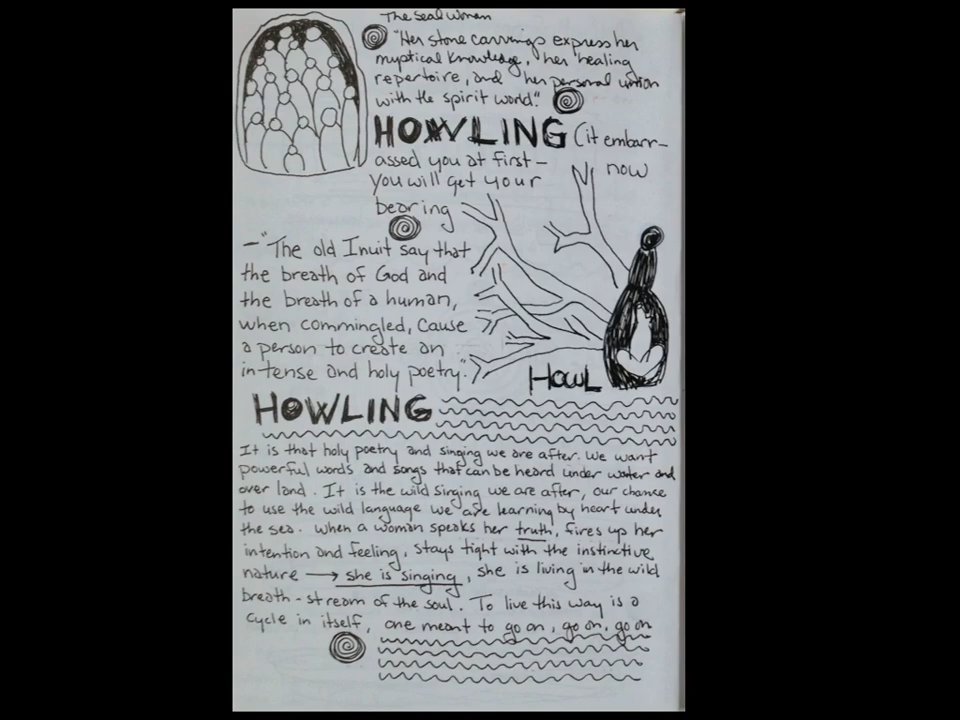 The Seal Woman
"Her stone carvings express her
mystical knowledge, her healing
repertoire, and her personal union
with the spirit world."
HOWLING (it embarr-
assed you at first-
now
you will get your
bearing
- "The old Inuit say that
the breath of God and
the breath of a human,
when commingled, cause
a person to create an
intense and holy poetry."
HOWL
HOWLING
It is that holy poetry and singing we are after. We want
powerful words and songs that can be heard under water and
over land. It is the wild singing we are after, our chance
to use the wild language we are learning by heart under
the sea. When a woman speaks her truth, fires up her
intention and feeling, stays tight with the instinctive
nature → she is singing, she is living in the wild
breath-stream of the soul. To live this way is a
cycle in itself, one meant to go on, go on, go on